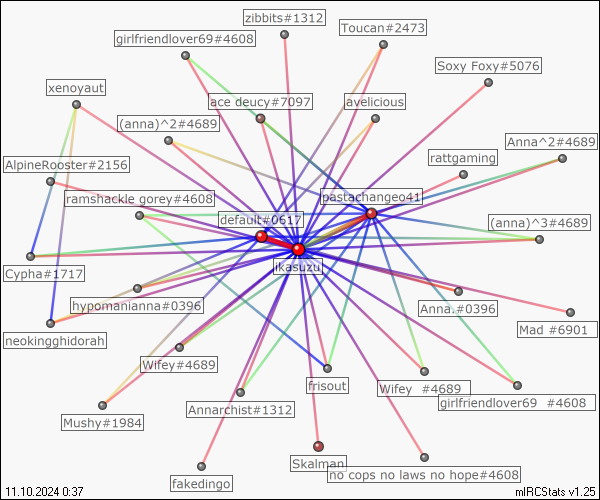 zibbits#1312
Toucan#2473
girlfriendlover69#4608
Soxy Foxy#5076
xenoyaut
ace deucy#7097
avelicious
(anna)^2#4689
Anna^2#4689
AlpineRooster#2156
rattgaming
ramshackle gorey#4608
pastachangeo41
default#0617
(anna)^3#4689
Cypha#1717
ikasuzu
hypomanianna#0396
Anna.#0396
Mad #6901
neokingghidorah
Wifey#4689
frisout
Wifey #4689
Mushy#1984
Annarchist#1312
girlfriendlover69 #4608
Skalman
no cops no laws no hope#4608
fakedingo
11.10.2024 0:37
mIRCStats v1.25